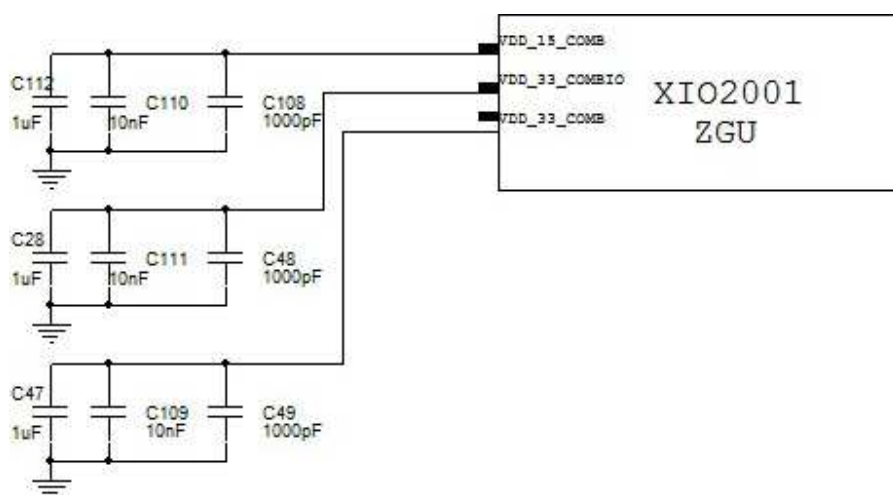 VDD_15_COMB
VDD_33_COMBIO
VDD_33_COMB
XIO2001
ZGU
C112
1uF
C110
10nF
C108
1000pF
C28
1uF
C111
10nF
C48
1000pF
C47
1uF
C109
10nF
C49
1000pF